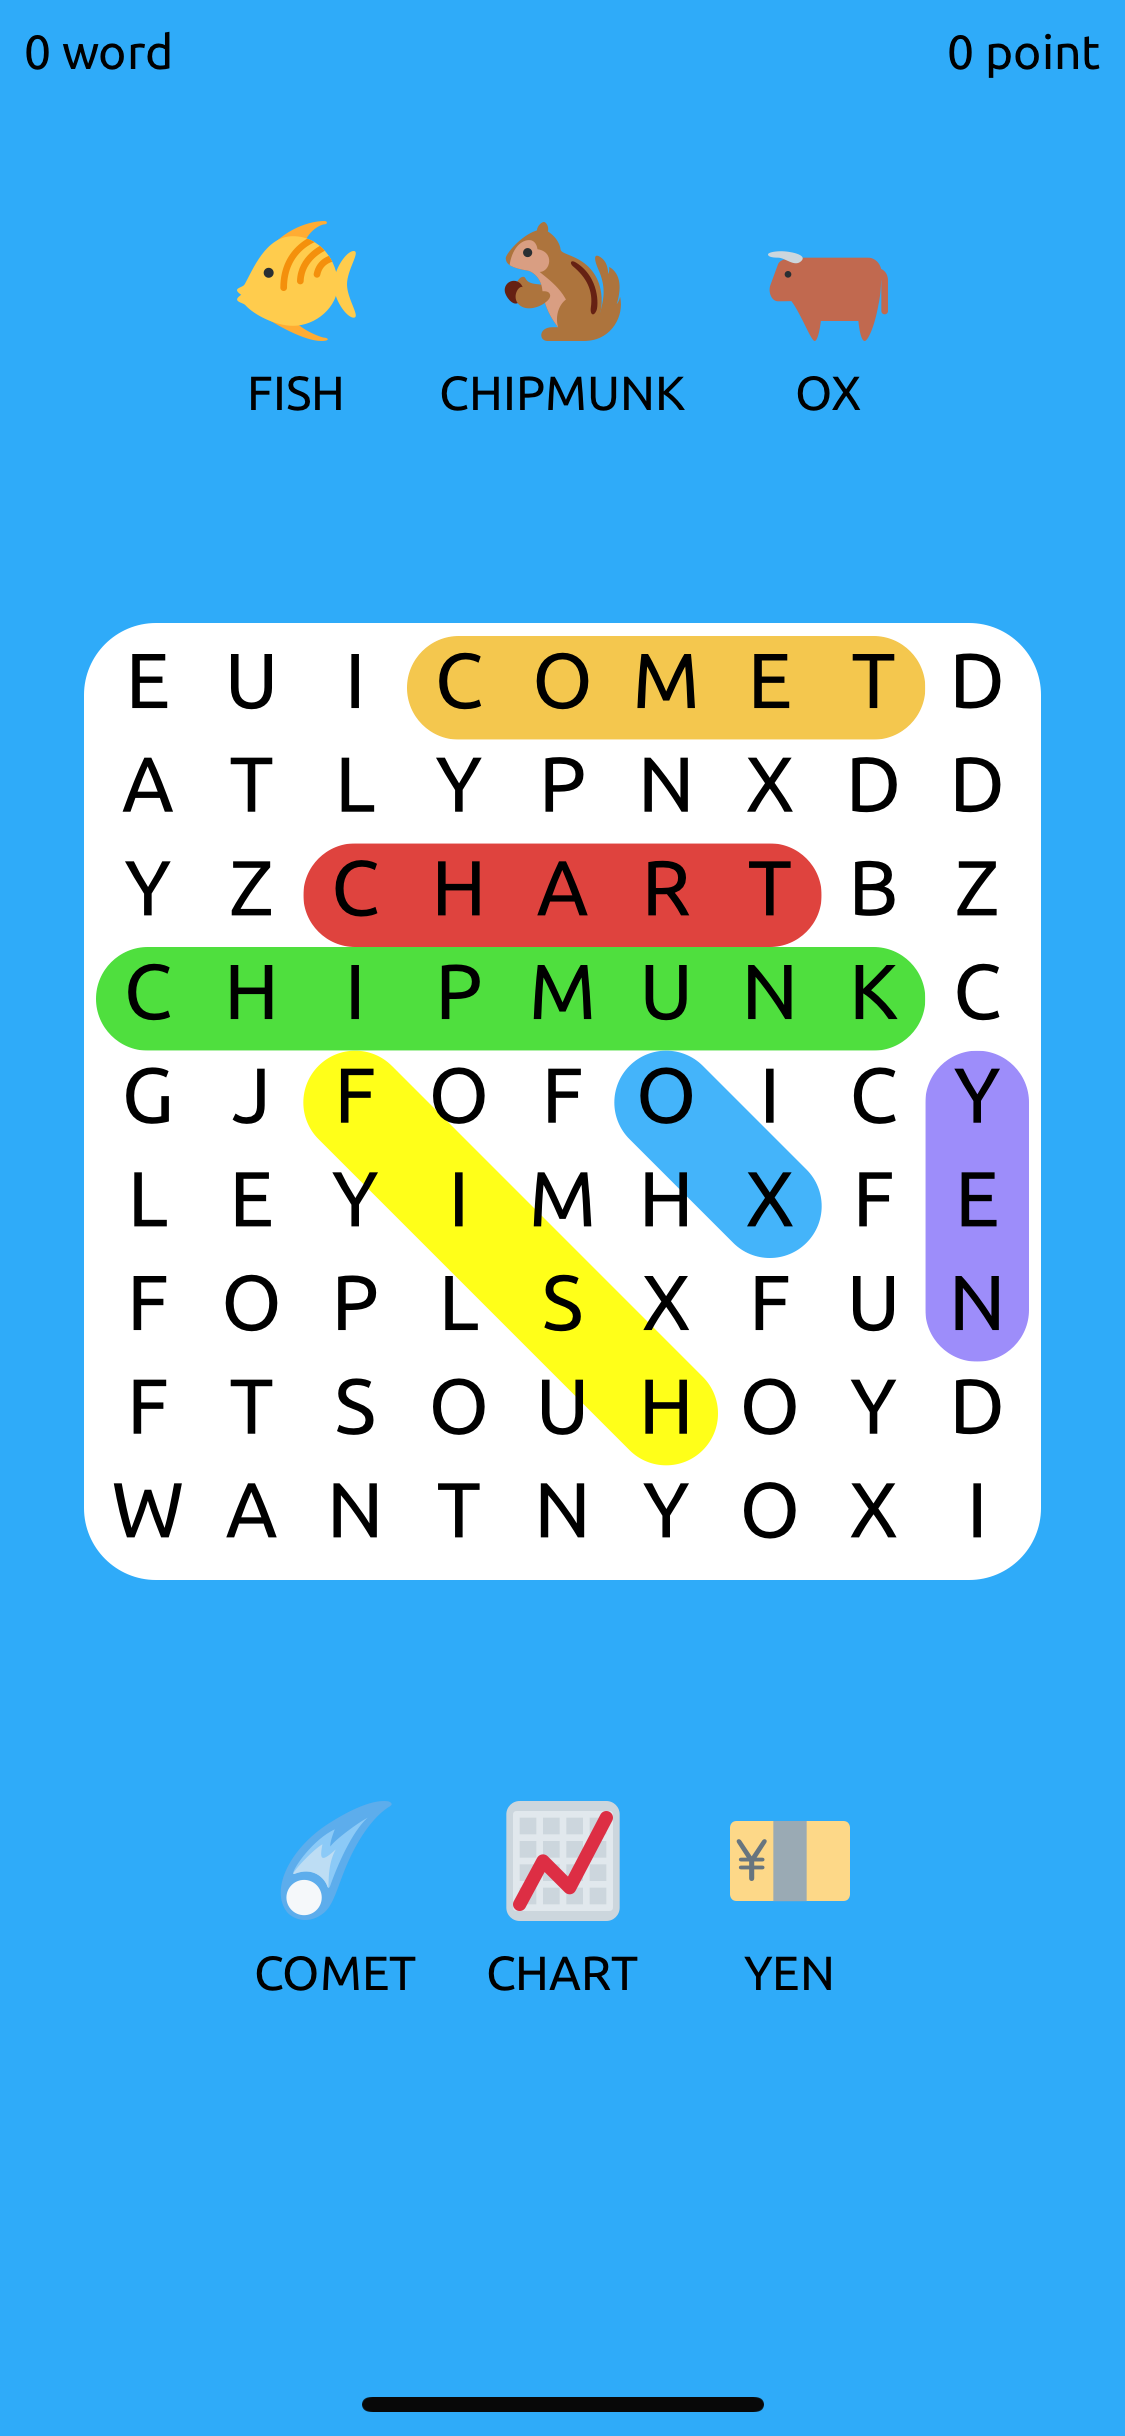 0 word 0 point
FISH CHIPMUNK OX
E U I C O M E T D
A T L Y P N X D D
Y Z C H A R T B Z
C H I P M U N K C
G J F O F O I C Y
L E Y I M H X F E
F O P L S X F U N
F T S O U H O Y D
W A N T N Y O X I
¥
COMET CHART YEN